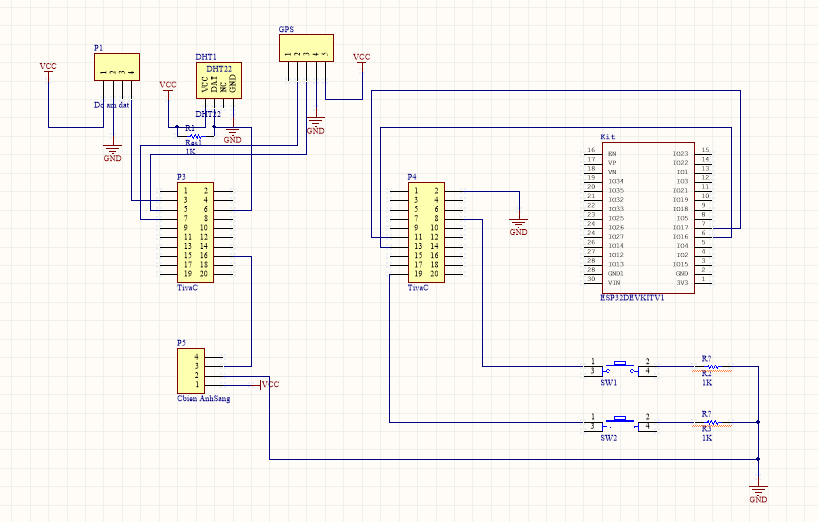 GPS
P1
DHT1
VCC
VCC
VCC
1 2 3 4
DHT22
VCC DAT NC GND
1 2 3 4 5
Do am dat
DHT22
R1
Res1
1K
GND
GND
GND
Kit
P3
1 2
3 4
5 6
7 8
9 10
11 12
13 14
15 16
17 18
19 20
TivaC
P4
1 2
3 4
5 6
7 8
9 10
11 12
13 14
15 16
17 18
19 20
TivaC
GND
16 EN IO23 15
17 VP IO22 14
18 VN IO1 13
19 IO34 IO3 12
20 IO35 IO21 11
21 IO32 IO19 10
22 IO33 IO18 9
23 IO25 IO5 8
24 IO26 IO17 7
24 IO27 IO16 6
26 IO14 IO4 5
27 IO12 IO2 4
28 IO13 IO15 3
28 GND1 GND 2
30 VIN 3V3 1
ESP32DEVKITV1
P5
4
3
2
1
VCC
Cbien AnhSang
1 2
3 4
SW1
R?
R2
1K
1 2
3 4
SW2
R?
R3
1K
GND